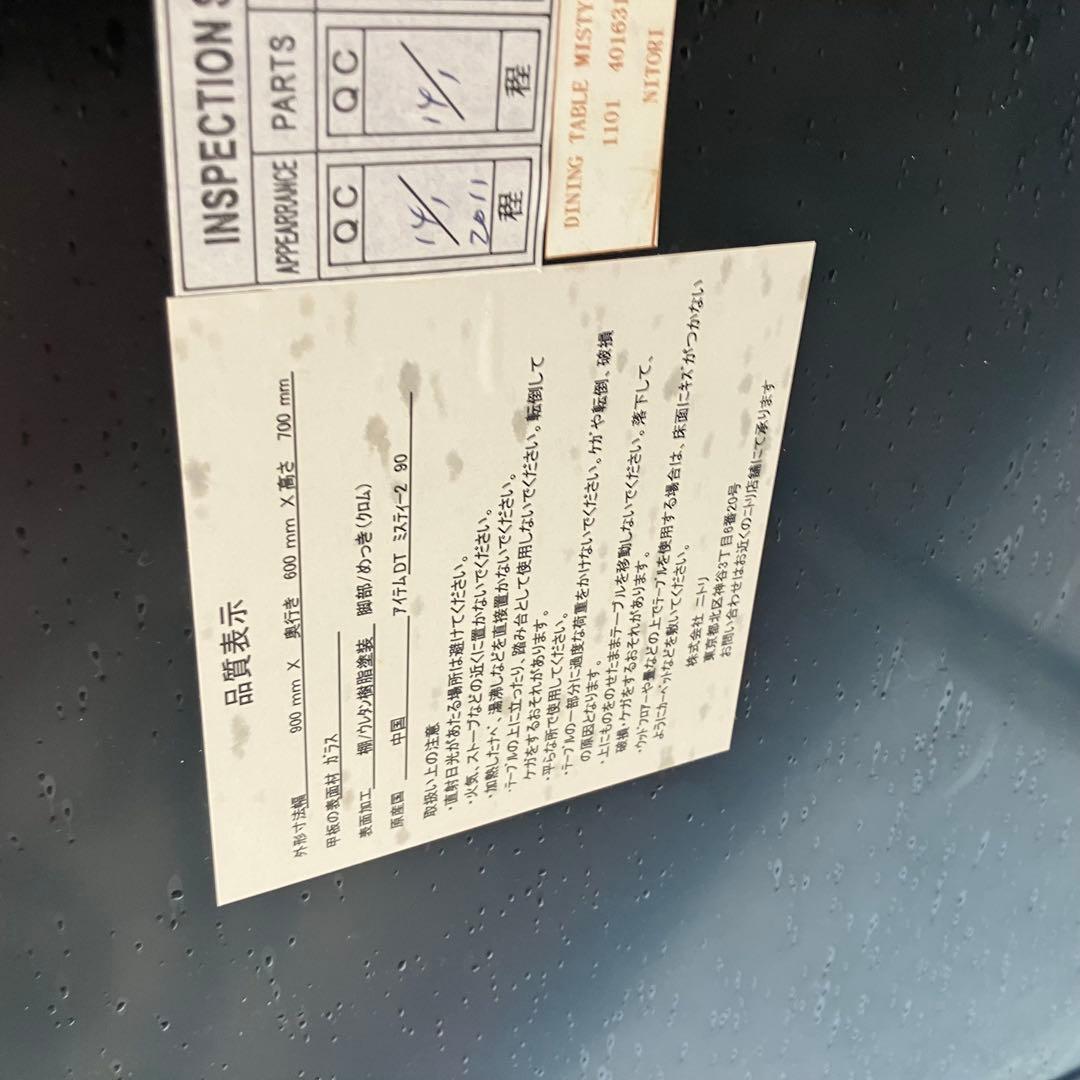 INSPECTION S
APPEARRANCE PARTS
QC QC
14/1 14/1
2011
程 程
DINING TABLE MISTY
1101 401631
NITORI
品質表示
外形寸法幅 900 mm X 奥行き 600 mm X 高さ 700 mm
甲板の表面材 ガラス
表面加工 棚/ウレタン樹脂塗装 脚部/めっき(クロム)
原産国 中国 アイテム DT ミスティー2 90
取扱い上の注意
・直射日光があたる場所は避けてください。
・火気、ストーブなどの近くに置かないでください。
・加熱したナベ、湯沸しなどを直接置かないでください。
・テーブルの上に立ったり、踏み台として使用しないでください。転倒して
ケガをするおそれがあります。
・平らな所で使用してください。
・テーブルの一部分に過度な荷重をかけないでください。ケガや転倒、破損
の原因となります。
・上にものをのせたままテーブルを移動しないでください。落下して、
破損・ケガをするおそれがあります。
・ウッドフロアーや畳などの上でテーブルを使用する場合は、床面にキズがつかない
ようにカーペットなどを敷いてください。
株式会社 ニトリ
東京都北区神谷3丁目6番20号
お問い合わせはお近くのニトリ店舗にて承ります